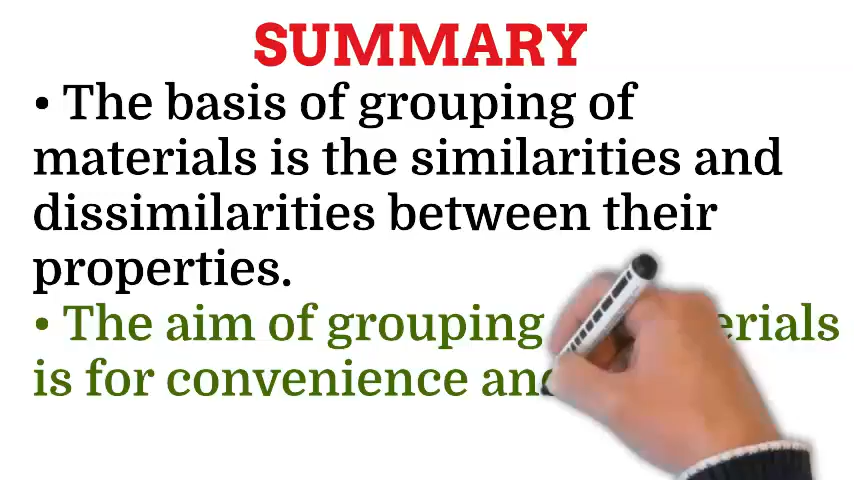 SUMMARY
• The basis of grouping of
materials is the similarities and
dissimilarities between their
properties.
• The aim of grouping
is for convenience and